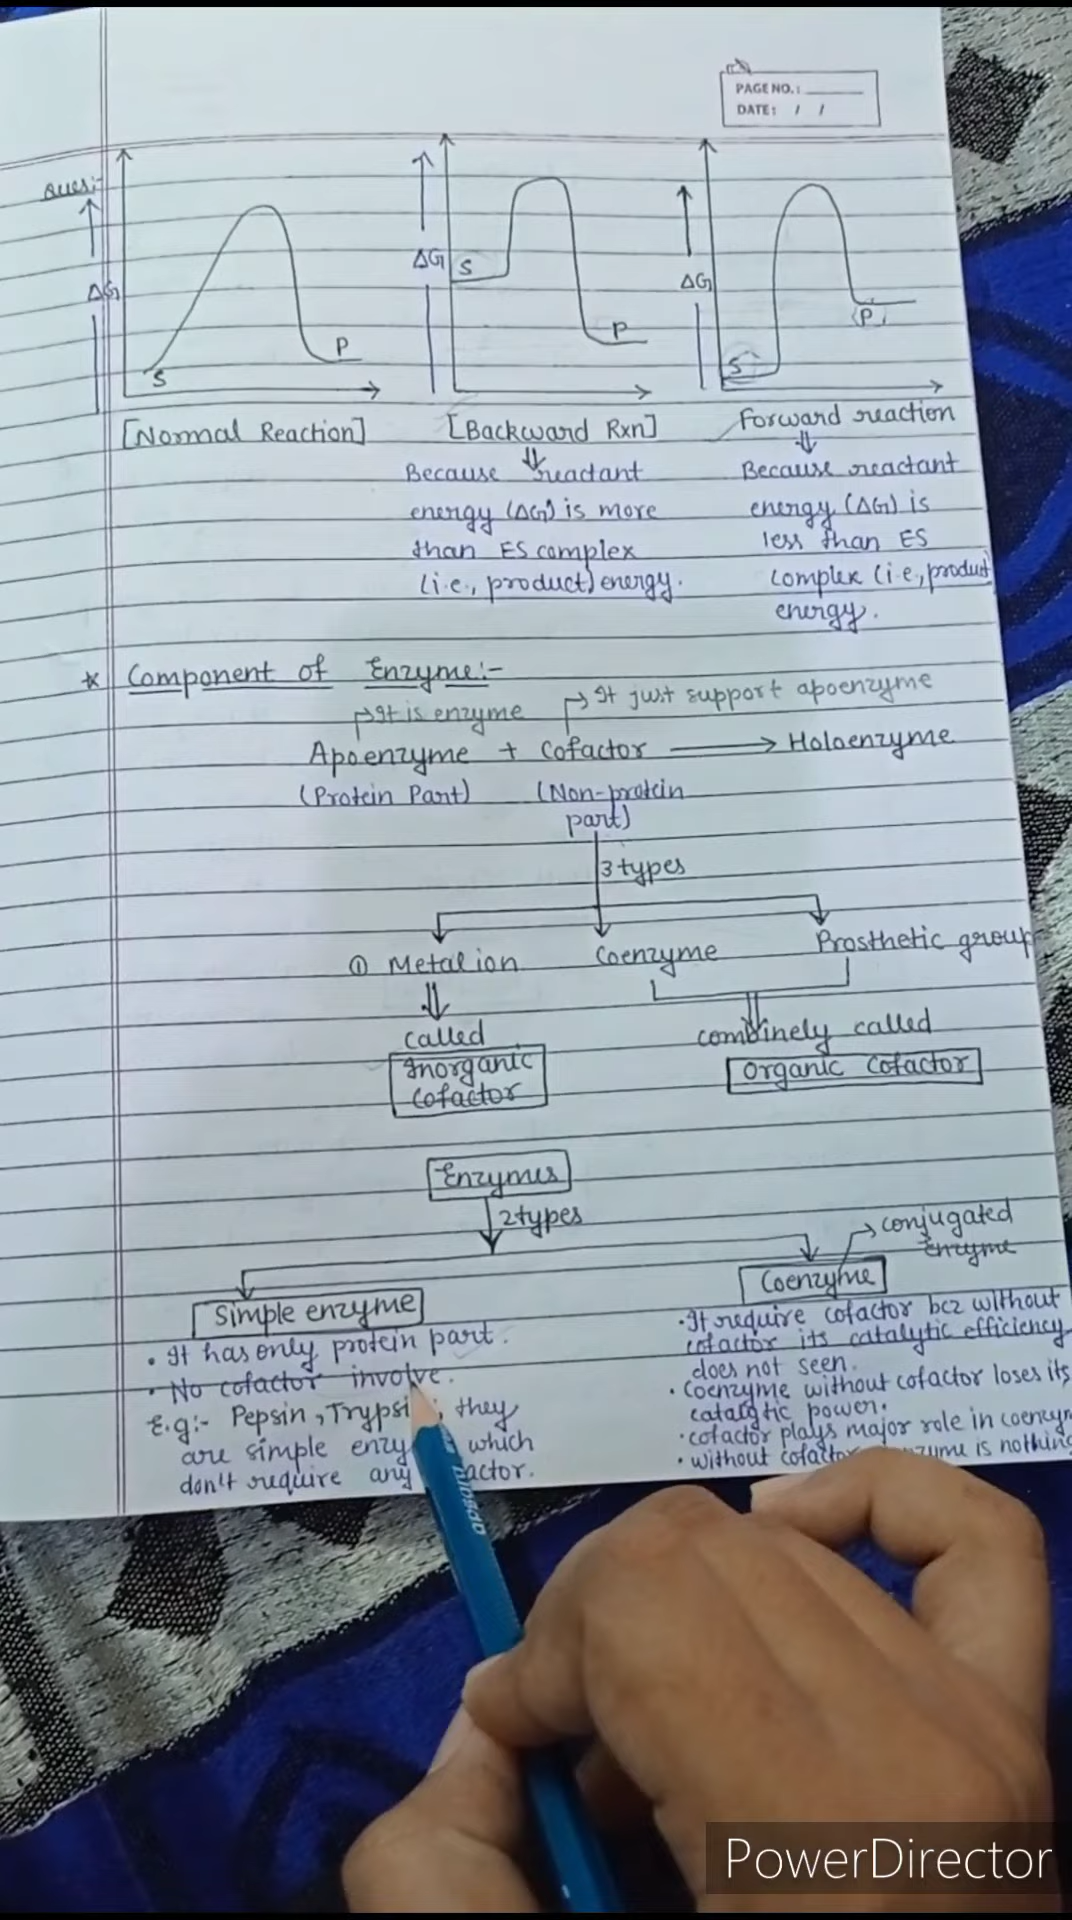 PAGE NO.:
DATE: / /
Ques:-
ΔG
S
P
ΔG
S
P
ΔG
S
(P)
[Normal Reaction]
[Backward Rxn]
Forward reaction
Because reactant
energy (ΔG) is more
than ES complex
(i.e., product) energy.
Because reactant
energy (ΔG) is
less than ES
complex (i.e, product
energy.
* Component of Enzyme:-
It is enzyme
It just support apoenzyme
Apoenzyme + Cofactor → Holoenzyme
(Protein Part) (Non-protein
part)
3 types
① Metal ion Coenzyme Prosthetic group
called
Inorganic
Cofactor
combinely called
Organic Cofactor
Enzymes
2 types
conjugated
Enzyme
Simple enzyme
• It has only protein part.
• No cofactor involve.
E.g:- Pepsin, , they
are simple which
don't require any
Coenzyme
• It require cofactor bcz without
cofactor its catalytic efficiency
does not seen.
• Coenzyme without cofactor loses its
catalytic power.
• cofactor plays major role in
• without is nothing
apsara
PowerDirector